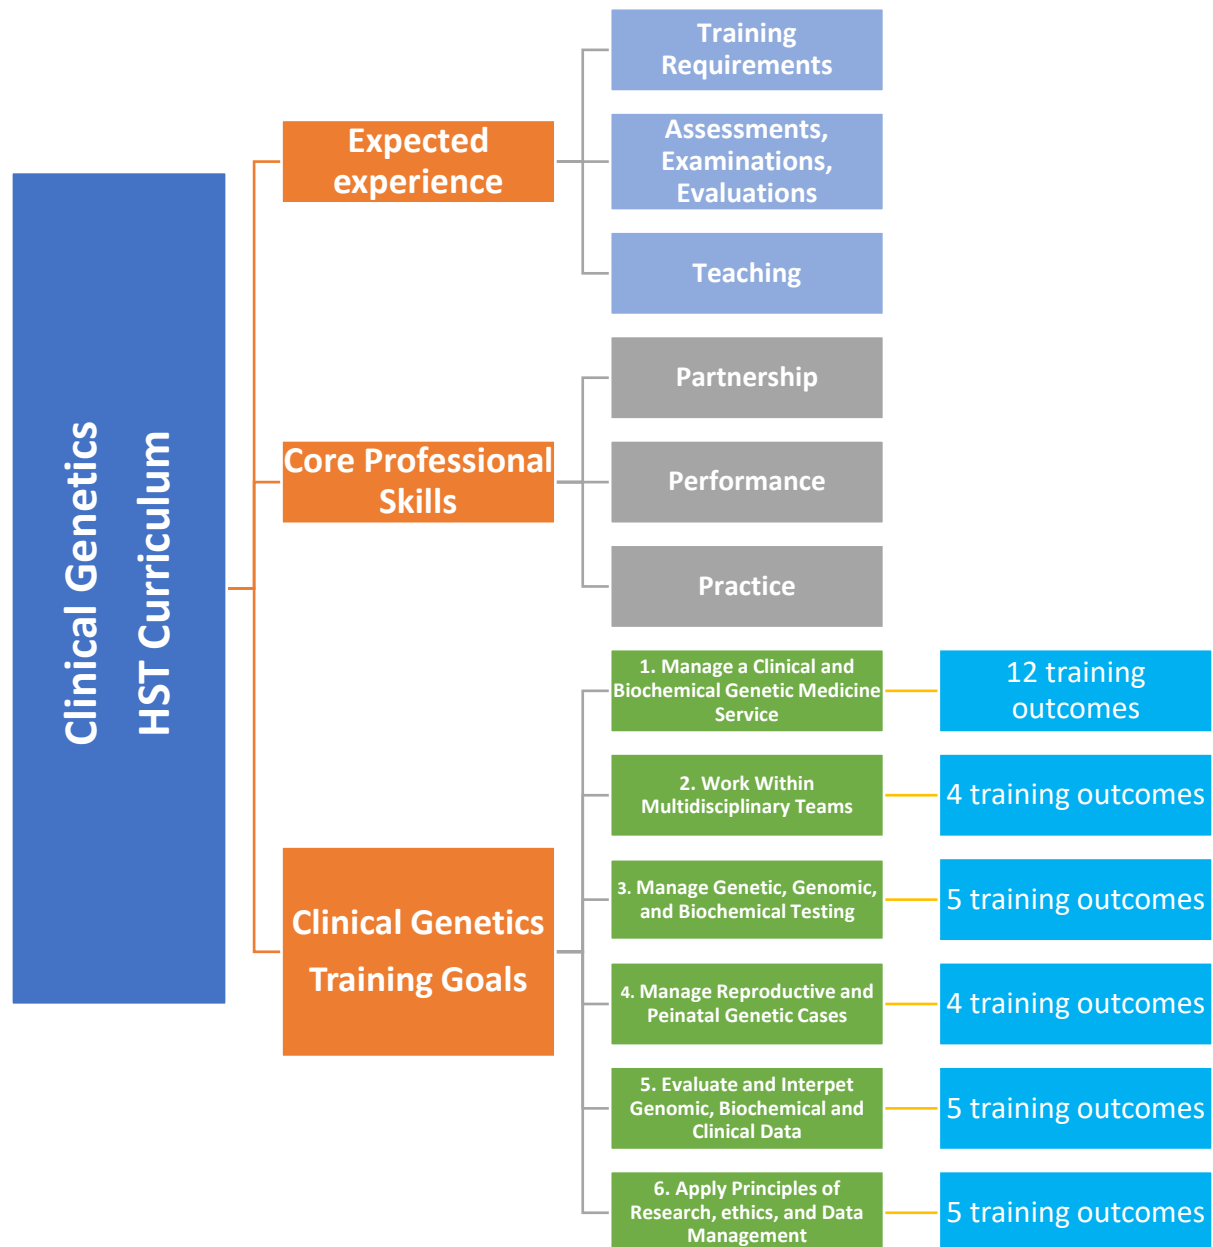 Clinical Genetics
HST Curriculum
Expected
experience
Training
Requirements
Assessments,
Examinations,
Evaluations
Teaching
Core Professional
Skills
Partnership
Performance
Practice
Clinical Genetics
Training Goals
1. Manage a Clinical and
Biochemical Genetic Medicine
Service
12 training
outcomes
2. Work Within
Multidisciplinary Teams
4 training outcomes
3. Manage Genetic, Genomic,
and Biochemical Testing
5 training outcomes
4. Manage Reproductive and
Peinatal Genetic Cases
4 training outcomes
5. Evaluate and Interpet
Genomic, Biochemical and
Clinical Data
5 training outcomes
6. Apply Principles of
Research, ethics, and Data
Management
5 training outcomes